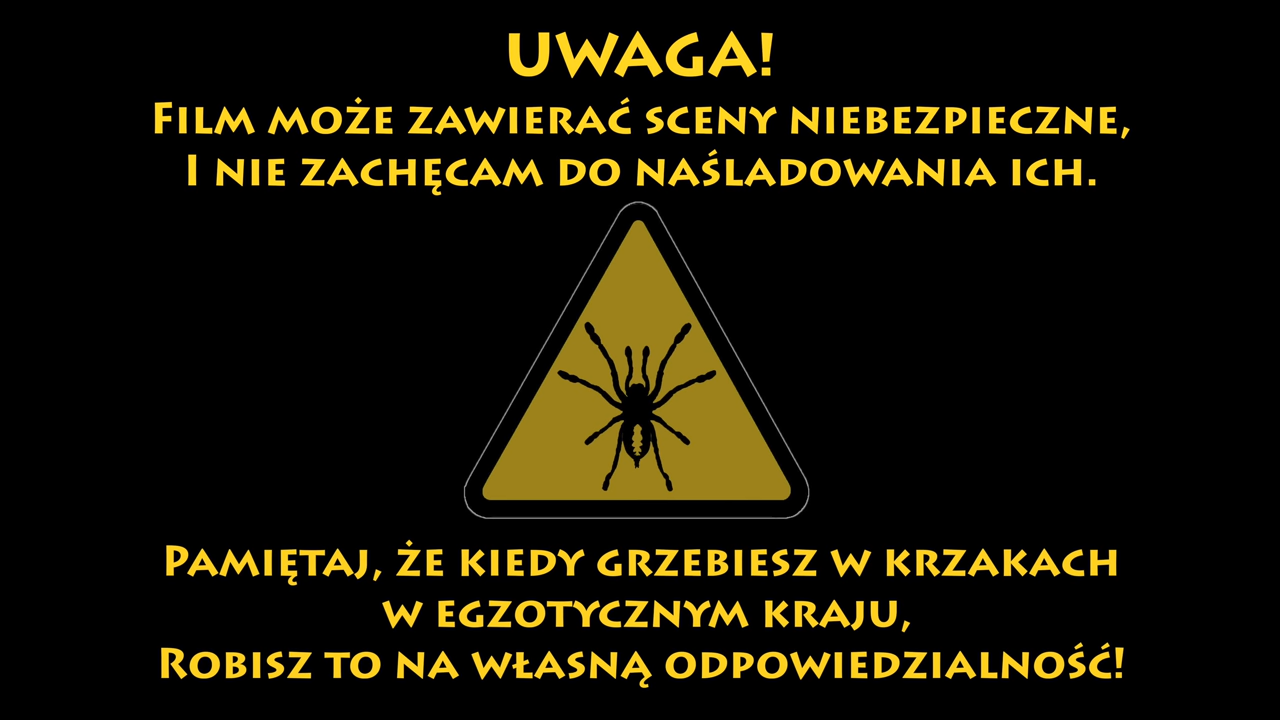 UWAGA!
FILM MOŻE ZAWIERAĆ SCENY NIEBEZPIECZNE,
I NIE ZACHĘCAM DO NAŚLADOWANIA ICH.
PAMIĘTAJ, ŻE KIEDY GRZEBIESZ W KRZAKACH
W EGZOTYCZNYM KRAJU,
ROBISZ TO NA WŁASNĄ ODPOWIEDZIALNOŚĆ!